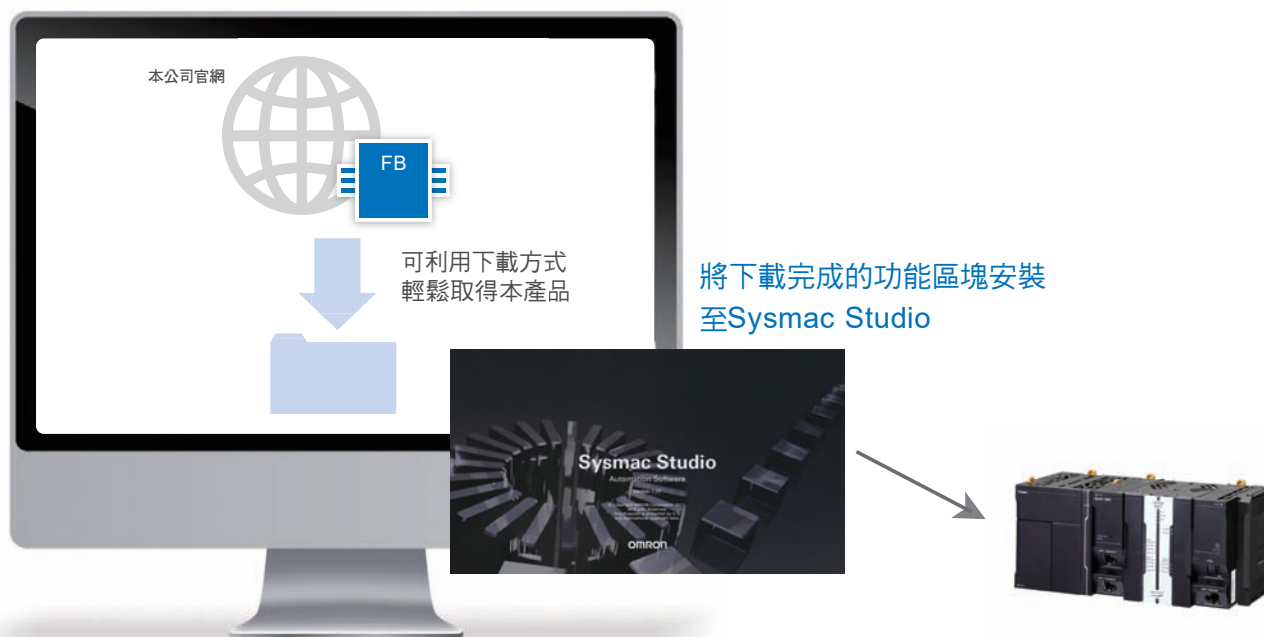 本公司官網
FB
可利用下載方式
輕鬆取得本產品
將下載完成的功能區塊安裝
至Sysmac Studio
Sysmac Studio
Automation Software
OMRON